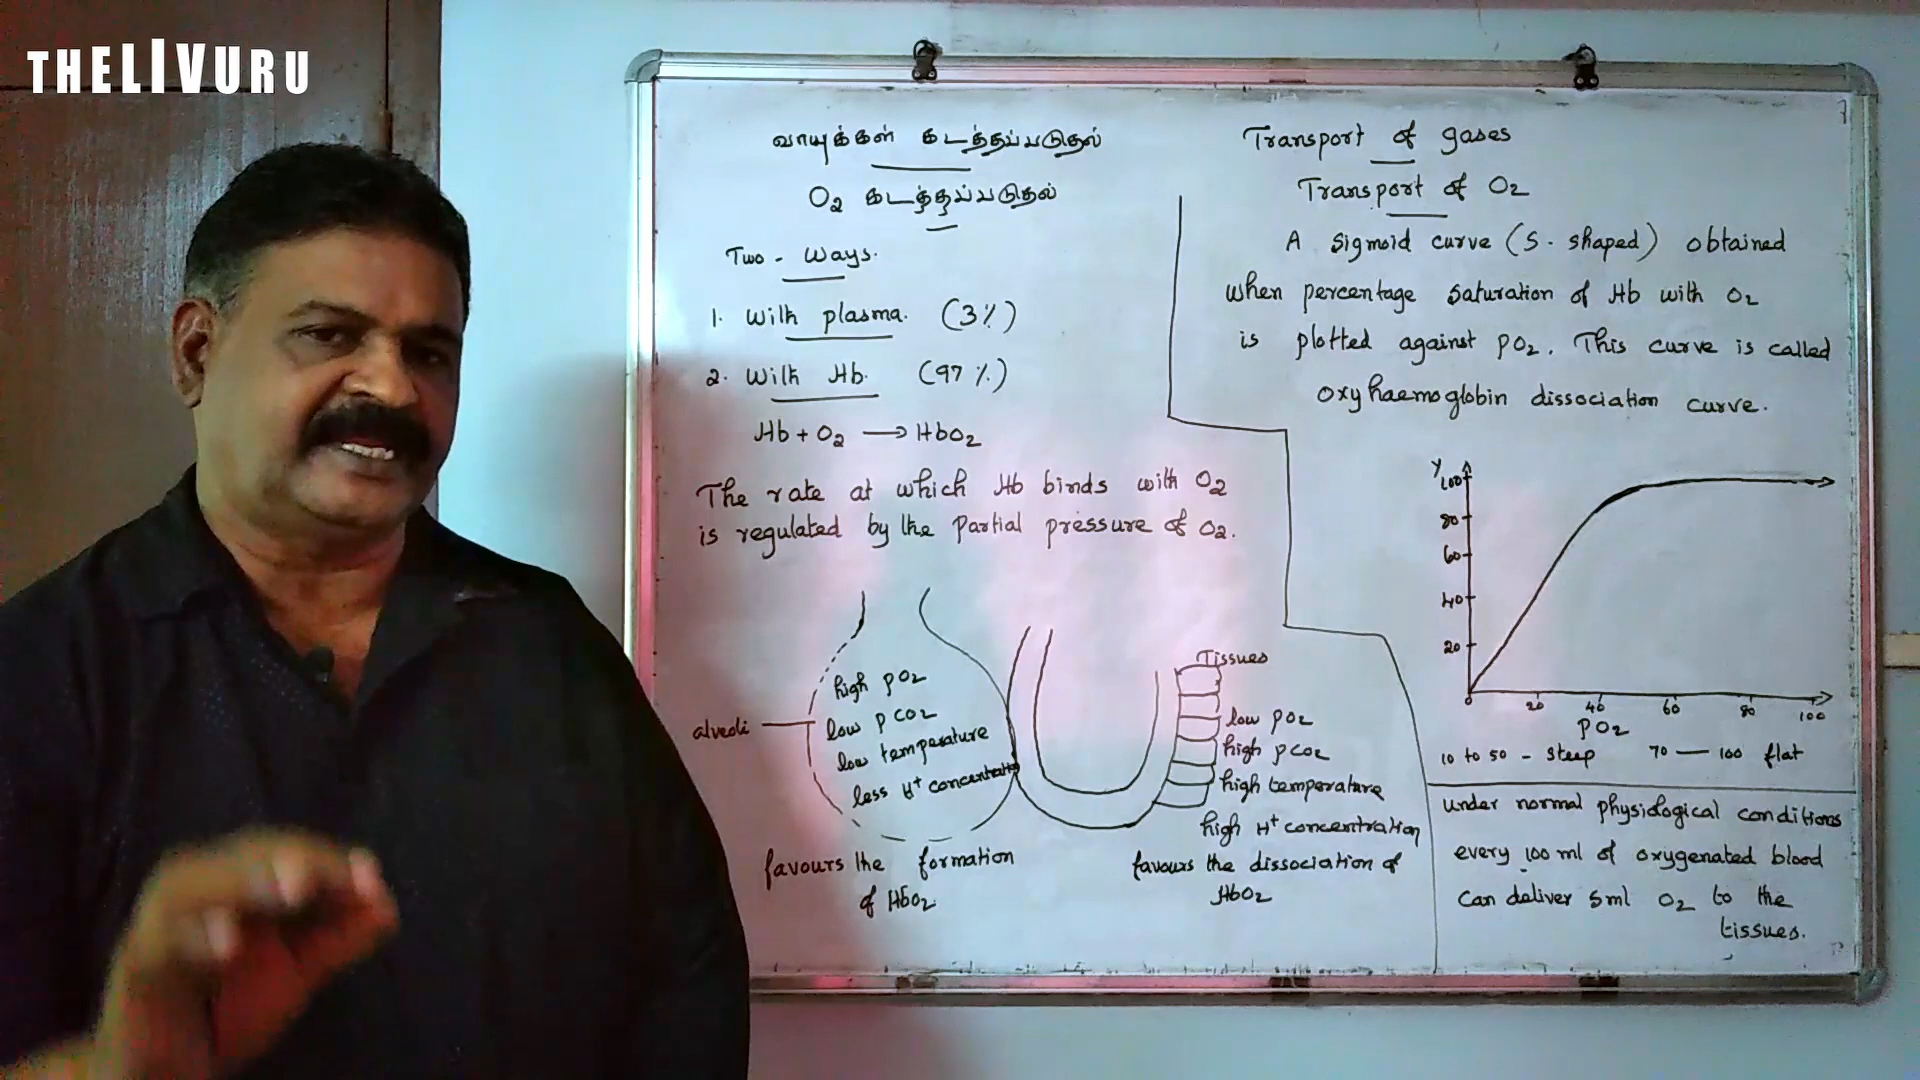 THELIVURU
வாயுக்கள் கடத்தப்படுதல்
O₂ கடத்தப்படுதல்
Two - Ways.
1. With plasma. (3%)
2. With Hb. (97%)
Hb + O₂ → HbO₂
The rate at which Hb binds with O₂
is regulated by the Partial pressure of O₂.
alveoli
high pO₂
low pCO₂
low temperature
less H⁺ concentration
favours the formation
of HbO₂
Tissues
low pO₂
high pCO₂
high temperature
high H⁺ concentration
favours the dissociation of
HbO₂
Transport of gases
Transport of O₂
A Sigmoid curve (S - shaped) obtained
when percentage saturation of Hb with O₂
is plotted against pO₂. This curve is called
Oxyhaemoglobin dissociation curve.
Y
100
80
60
40
20
0 20 40 60 80 100
PO₂
10 to 50 - Steep 70 — 100 flat
Under normal physiological conditions
every 100 ml of oxygenated blood
can deliver 5ml O₂ to the
tissues.